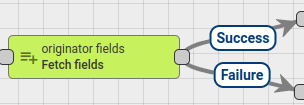 originator fields
Fetch fields
Success
Failure